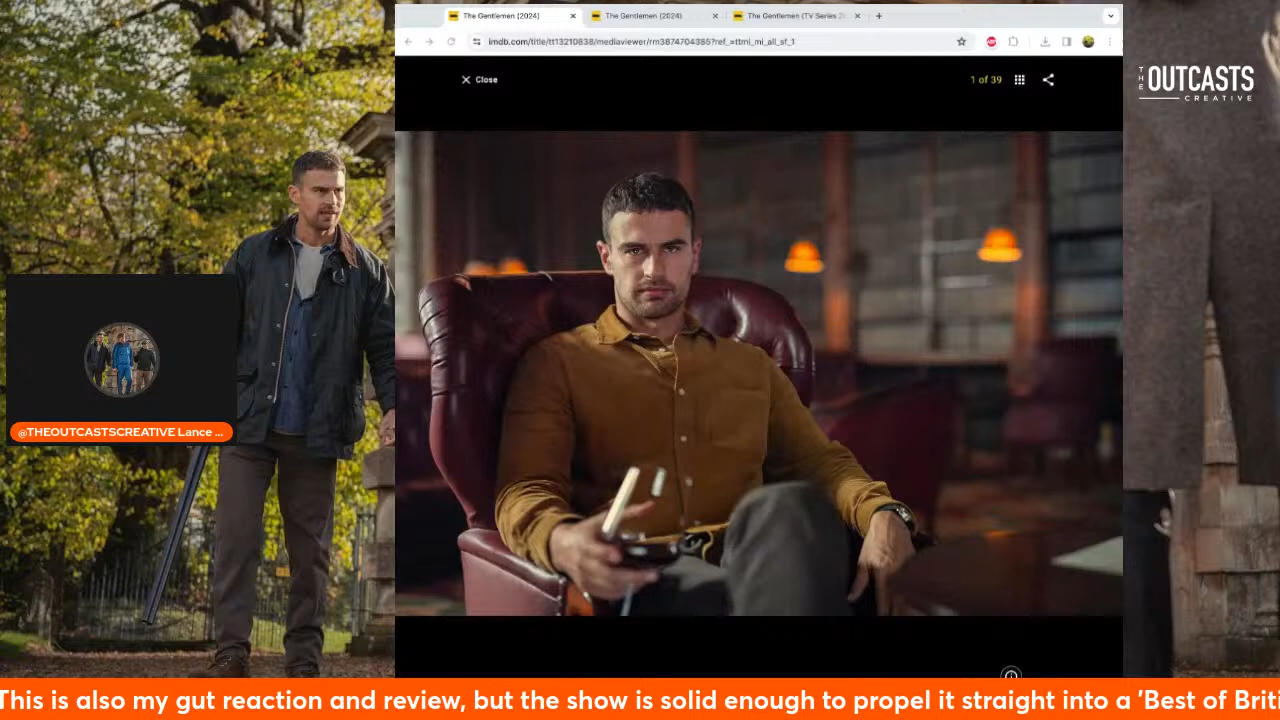 The Gentlemen (2024)
The Gentlemen (2024)
The Gentlemen (TV Series 2
imdb.com/title/tt13210838/mediaviewer/rm3874704385?ref_=ttmi_mi_all_sf_1
Close
1 of 39
THE
OUTCASTS
CREATIVE
@THEOUTCASTSCREATIVE Lance ...
This is also my gut reaction and review, but the show is solid enough to propel it straight into a 'Best of Briti